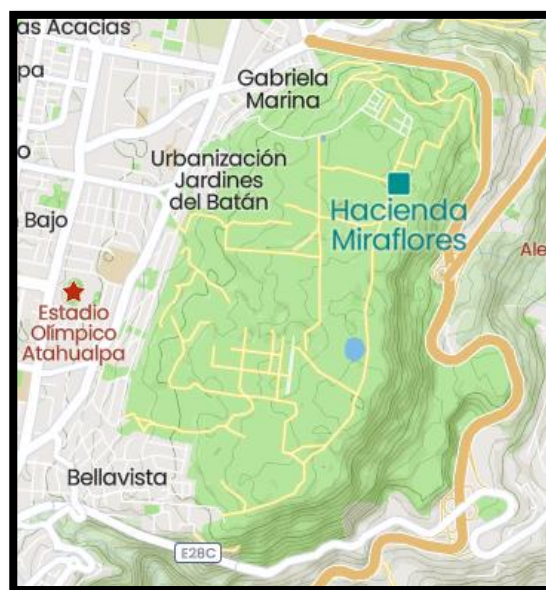 as Acacias
pa
Gabriela
Marina
o
Urbanización
Jardines
del Batán
Bajo
Hacienda
Miraflores
Ale
Estadio
Olímpico
Atahualpa
Bellavista
E28C